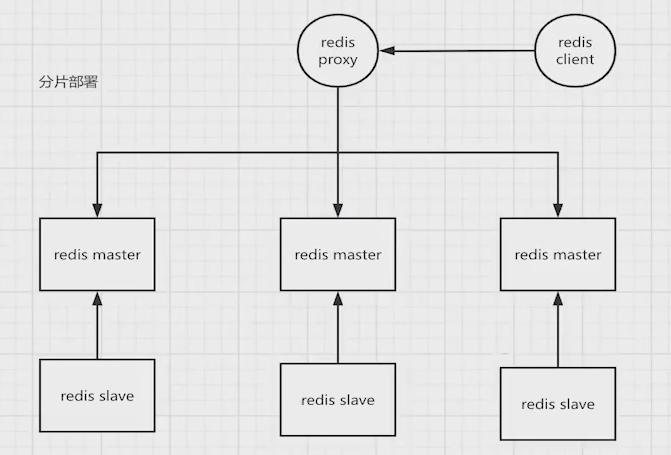 redis
proxy
redis
client
分片部署
redis master
redis master
redis master
redis slave
redis slave
redis slave